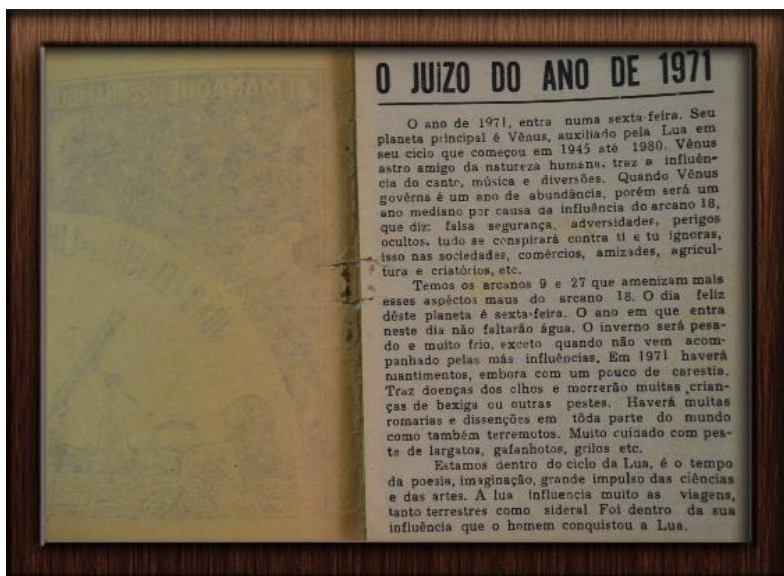 O JUIZO DO ANO DE 1971
O ano de 1971, entra numa sexta-feira. Seu
planeta principal é Vênus, auxiliado pela Lua em
seu ciclo que começou em 1945 até 1980. Vênus
astro amigo da natureza humana, traz a influên-
cia do canto, música e diversões. Quando Vênus
govêrna é um ano de abundância, porém será um
ano mediano por causa da influência do arcano 18,
que diz: falsa segurança, adversidades, perigos
ocultos, tudo se conspirará contra ti e tu ignoras,
isso nas sociedades, comércios, amizades, agricul-
tura e criatórios, etc.
Temos os arcanos 9 e 27 que amenizam mais
esses aspéctos maus do arcano 18. O dia feliz
dêste planeta é sexta-feira. O ano em que entra
neste dia não faltarão água. O inverno será pesa-
do e muito frio, exceto quando não vem acom-
panhado pelas más influências. Em 1971 haverá
mantimentos, embora com um pouco de carestia.
Traz doenças dos olhos e morrerão muitas crian-
ças de bexiga ou outras pestes. Haverá muitas
romarias e dissenções em tôda parte do mundo
como também terremotos. Muito cuidado com pes-
te de largatos, gafanhotos, grilos etc.
Estamos dentro do ciclo da Lua, é o tempo
da poesia, imaginação, grande impulso das ciências
e das artes. A lua influencia muito as viagens,
tanto terrestres como sideral Foi dentro da sua
influência que o homem conquistou a Lua.